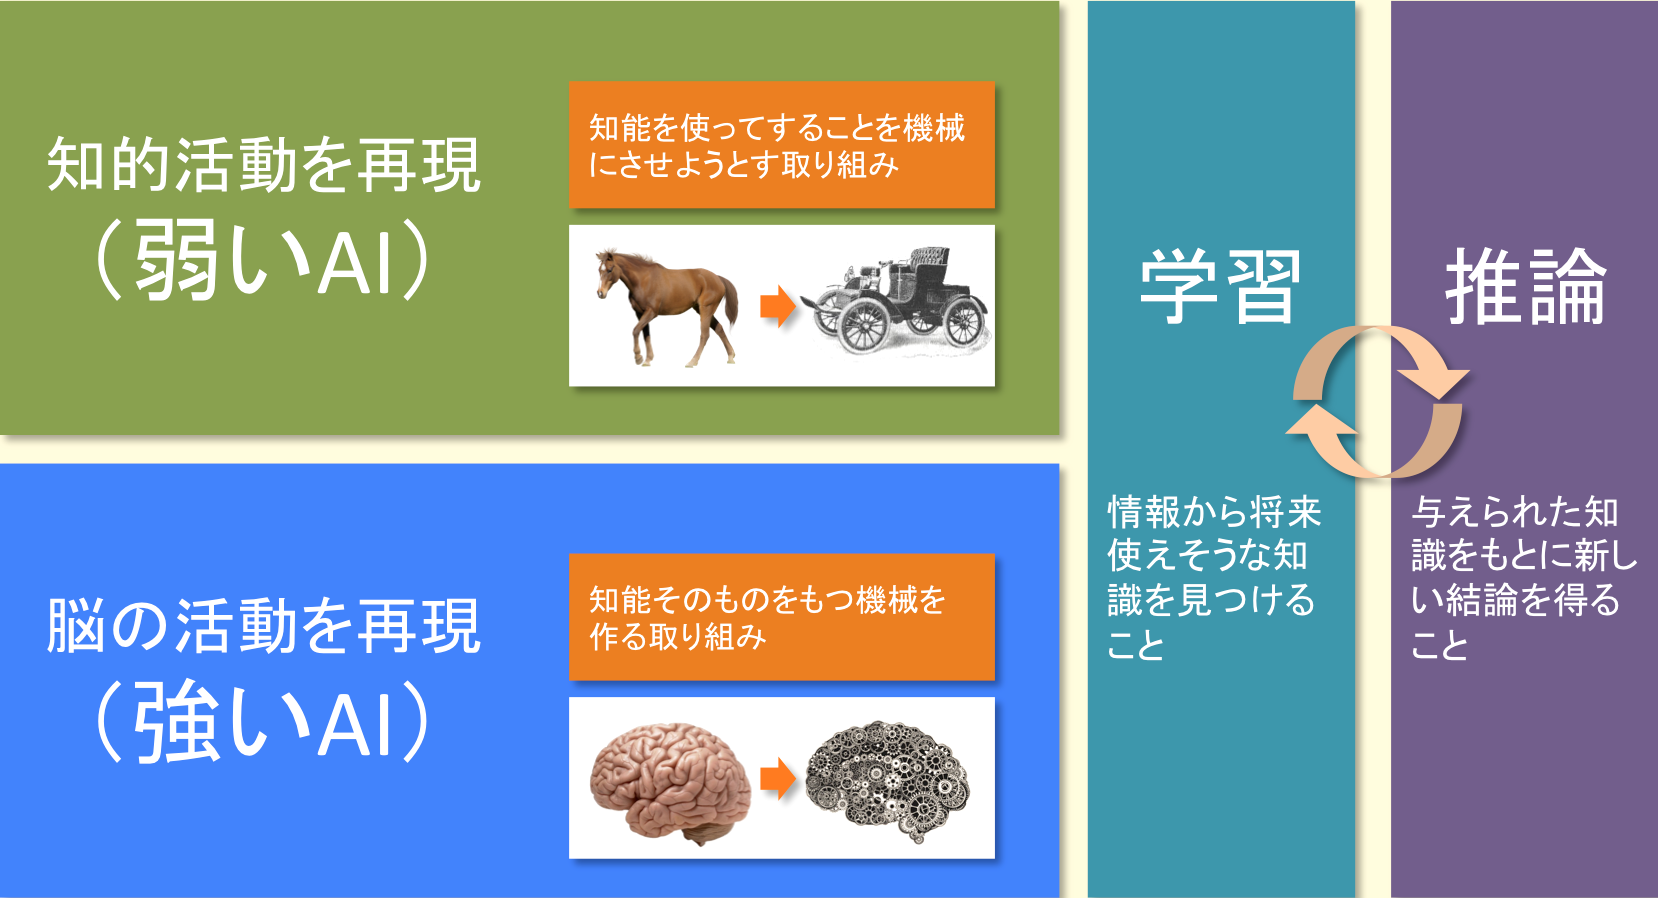 知的活動を再現
（弱いAI）
知能を使ってすることを機械
にさせようとす取り組み
脳の活動を再現
（強いAI）
知能そのものをもつ機械を
作る取り組み
学習
情報から将来
使えそうな知
識を見つける
こと
推論
与えられた知
識をもとに新し
い結論を得る
こと